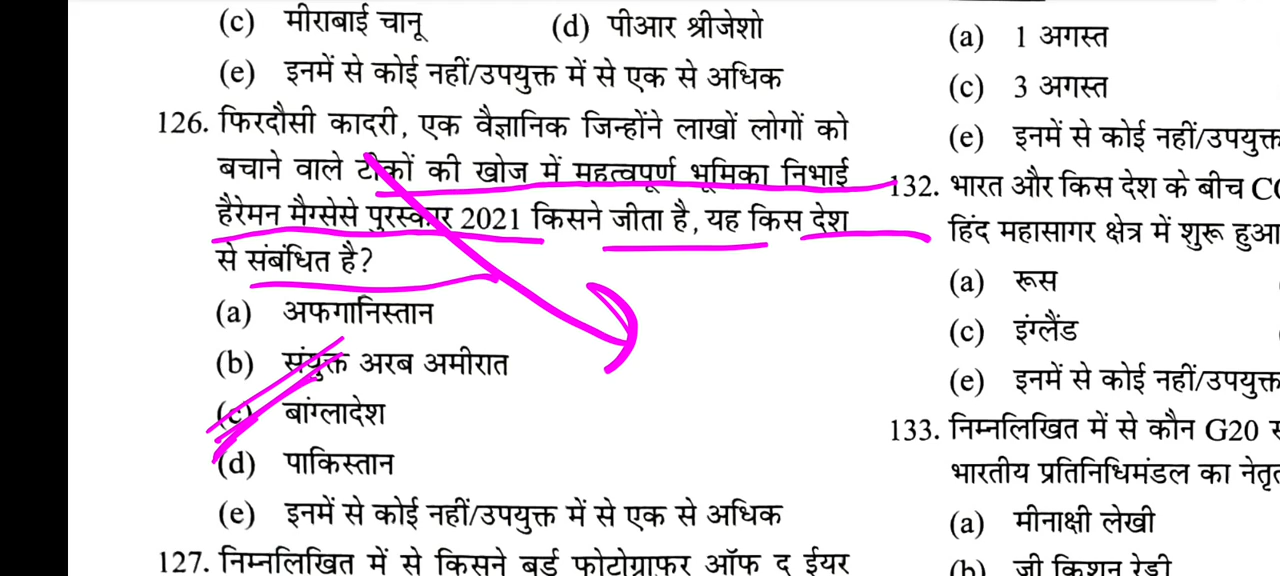 (c) मीराबाई चानू (d) पीआर श्रीजेशो
(e) इनमें से कोई नहीं/उपयुक्त में से एक से अधिक
126. फिरदौसी कादरी, एक वैज्ञानिक जिन्होंने लाखों लोगों को
बचाने वाले टीकों की खोज में महत्वपूर्ण भूमिका निभाई
हैरेमन मैग्सेसे पुरस्कार 2021 किसने जीता है, यह किस देश
से संबंधित है?
(a) अफगानिस्तान
(b) संयुक्त अरब अमीरात
(c) बांग्लादेश
(d) पाकिस्तान
(e) इनमें से कोई नहीं/उपयुक्त में से एक से अधिक
127. निम्नलिखित में से किसने बर्ड फोटोग्राफर ऑफ द ईयर
(a) 1 अगस्त
(c) 3 अगस्त
(e) इनमें से कोई नहीं/उपयुक्त
132. भारत और किस देश के बीच
हिंद महासागर क्षेत्र में शुरू हुआ
(a) रूस
(c) इंग्लैंड
(e) इनमें से कोई नहीं/उपयुक्त
133. निम्नलिखित में से कौन G20
भारतीय प्रतिनिधिमंडल का
(a) मीनाक्षी लेखी
(b) जी किशन रेड्डी